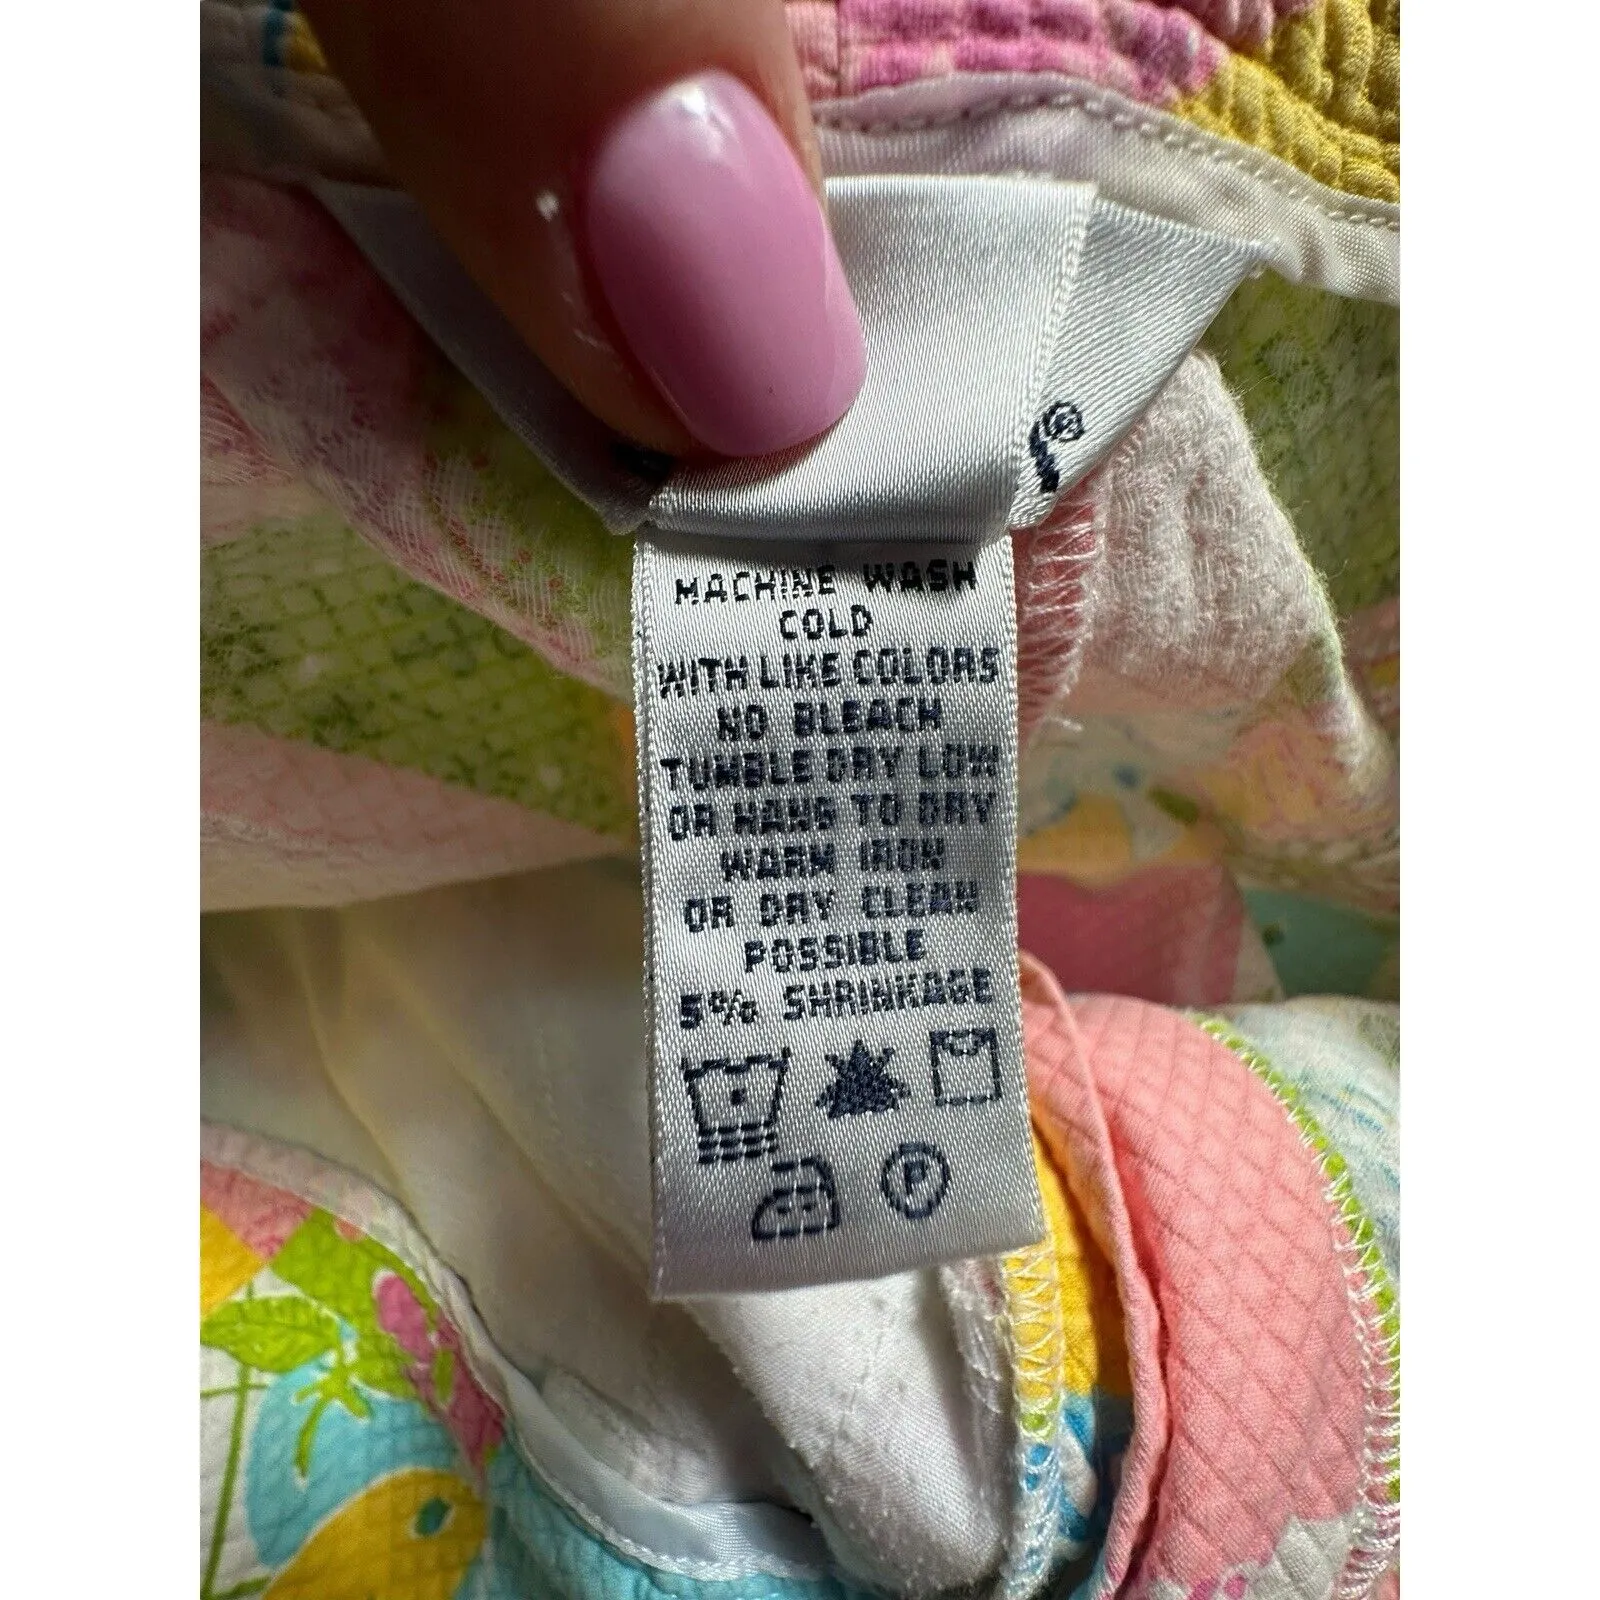 MACHINE WASH
COLD
WITH LIKE COLORS
NO BLEACH
TUMBLE DRY LOW
OR HANG TO DRY
WARM IRON
OR DRY CLEAN
POSSIBLE
5% SHRINKAGE
P